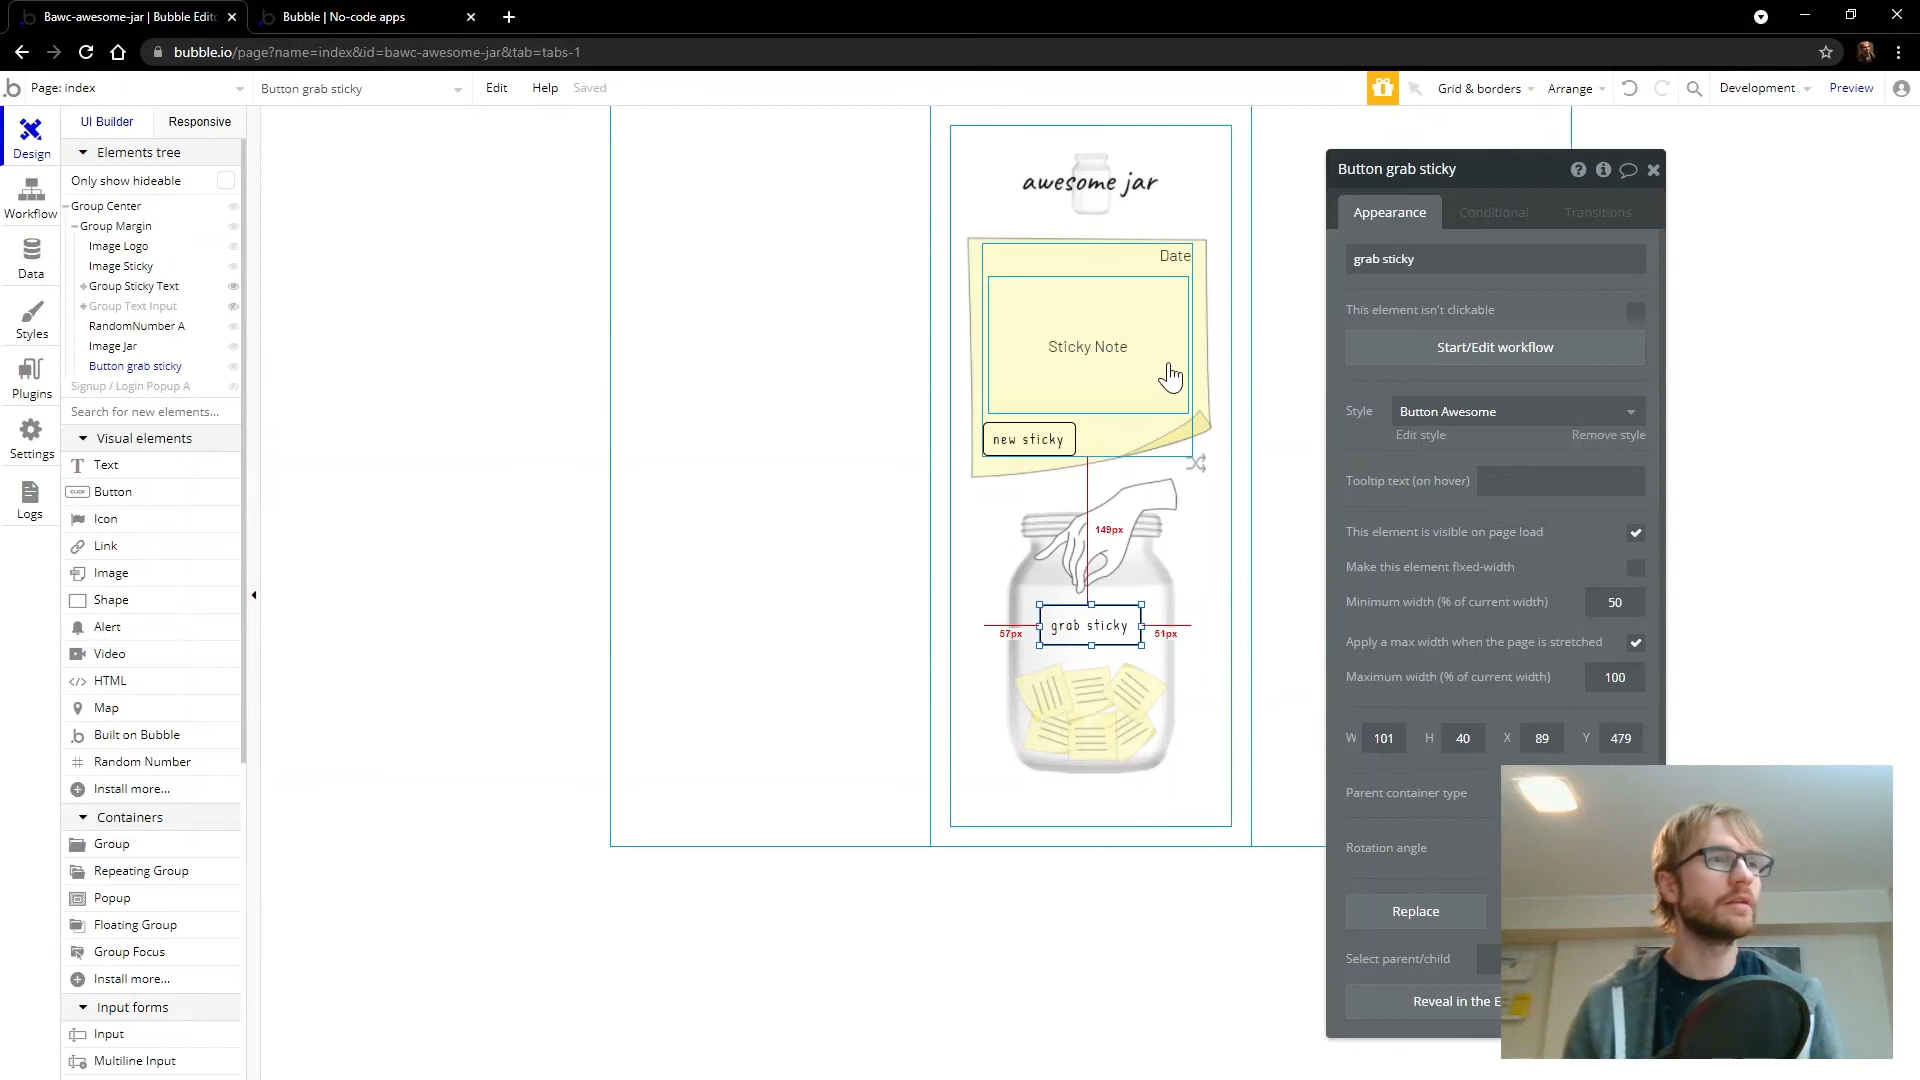 Bawc-awesome-jar | Bubble Edito
Bubble | No-code apps
bubble.io/page?name=index&id=bawc-awesome-jar&tab=tabs-1
Page: index
Button grab sticky
Edit
Help
Saved
Grid & borders
Arrange
Development
Preview
Design
Workflow
Data
Styles
Plugins
Settings
Logs
UI Builder
Responsive
Elements tree
Only show hideable
Group Center
Group Margin
Image Logo
Image Sticky
Group Sticky Text
Group Text Input
RandomNumber A
Image Jar
Button grab sticky
Signup / Login Popup A
Search for new elements...
Visual elements
Text
CLICK
Button
Icon
Link
Image
Shape
Alert
Video
HTML
Map
Built on Bubble
Random Number
Install more...
Containers
Group
Repeating Group
Popup
Floating Group
Group Focus
Install more...
Input forms
Input
Multiline Input
awesome jar
Date
Sticky Note
new sticky
149px
grab sticky
57px
51px
Button grab sticky
Appearance
Conditional
Transitions
grab sticky
This element isn't clickable
Start/Edit workflow
Style
Button Awesome
Edit style
Remove style
Tooltip text (on hover)
This element is visible on page load
Make this element fixed-width
Minimum width (% of current width)
50
Apply a max width when the page is stretched
Maximum width (% of current width)
100
W 101 H 40 X 89 Y 479
Parent container type
Rotation angle
Replace
Select parent/child
Reveal in the E